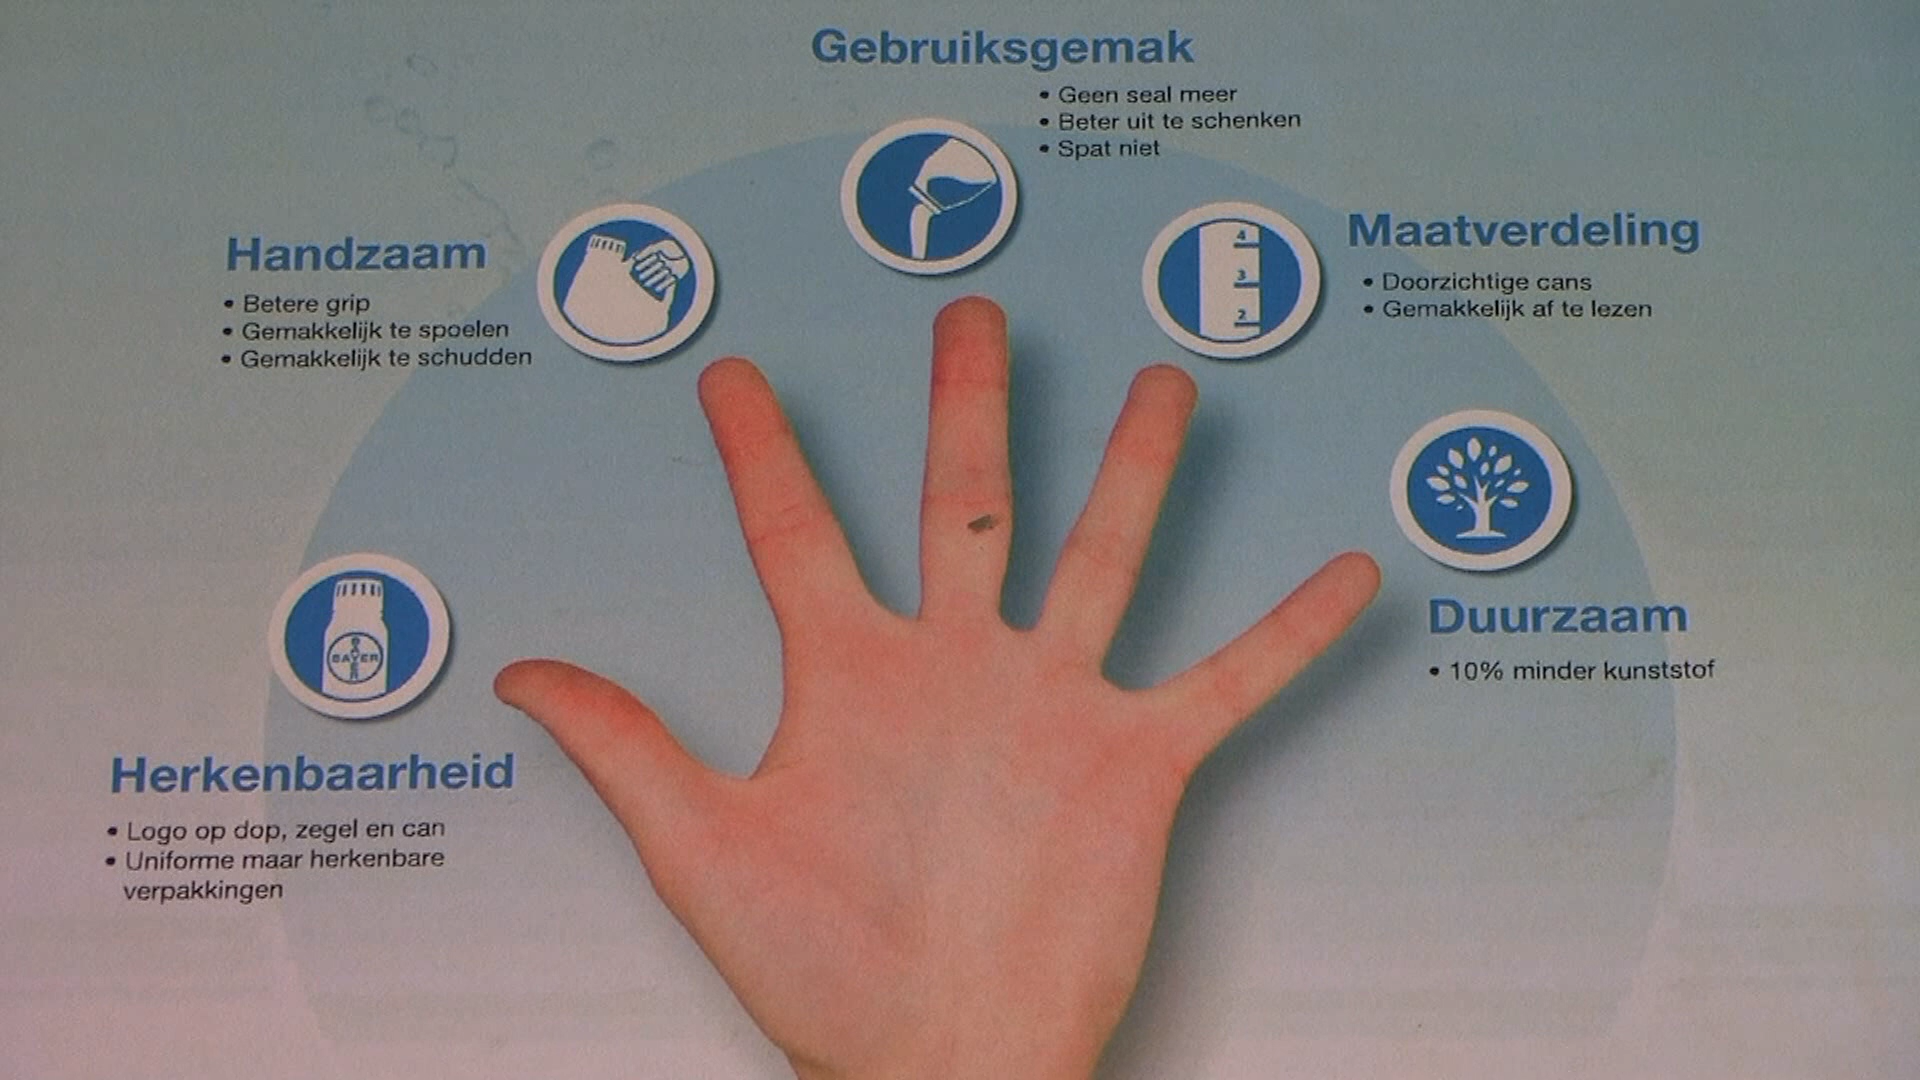 Gebruiksgemak
• Geen seal meer
• Beter uit te schenken
• Spat niet
Handzaam
• Betere grip
• Gemakkelijk te spoelen
• Gemakkelijk te schudden
4
3
2
Maatverdeling
• Doorzichtige cans
• Gemakkelijk af te lezen
BAYER
BAYER
Herkenbaarheid
• Logo op dop, zegel en can
• Uniforme maar herkenbare
verpakkingen
Duurzaam
• 10% minder kunststof